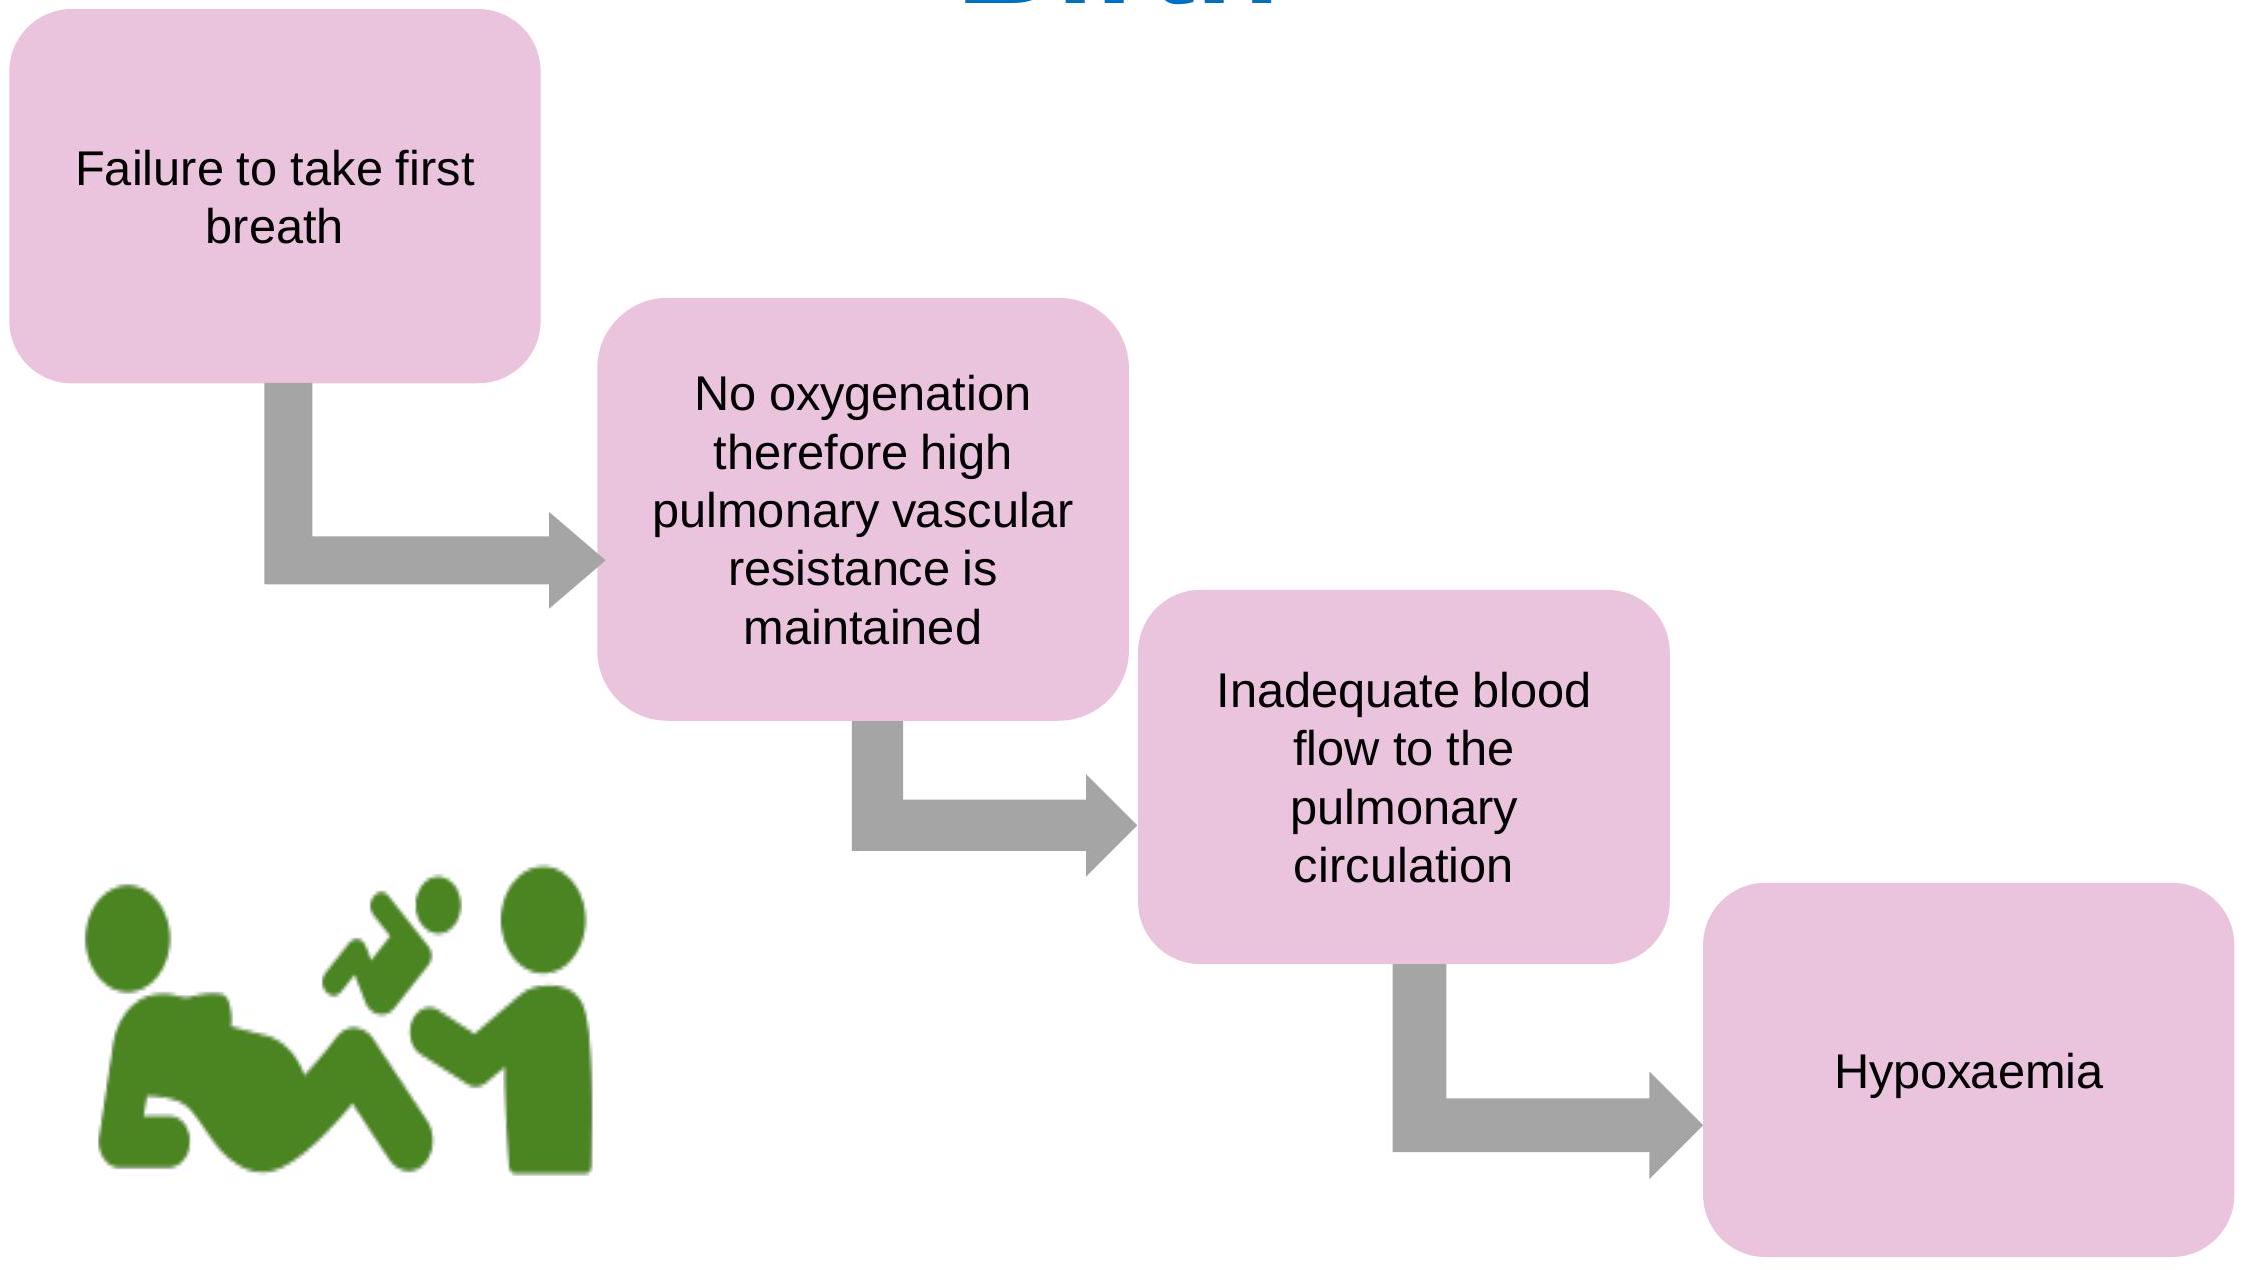 Failure to take first
breath
No oxygenation
therefore high
pulmonary vascular
resistance is
maintained
Inadequate blood
flow to the
pulmonary
circulation
Hypoxaemia